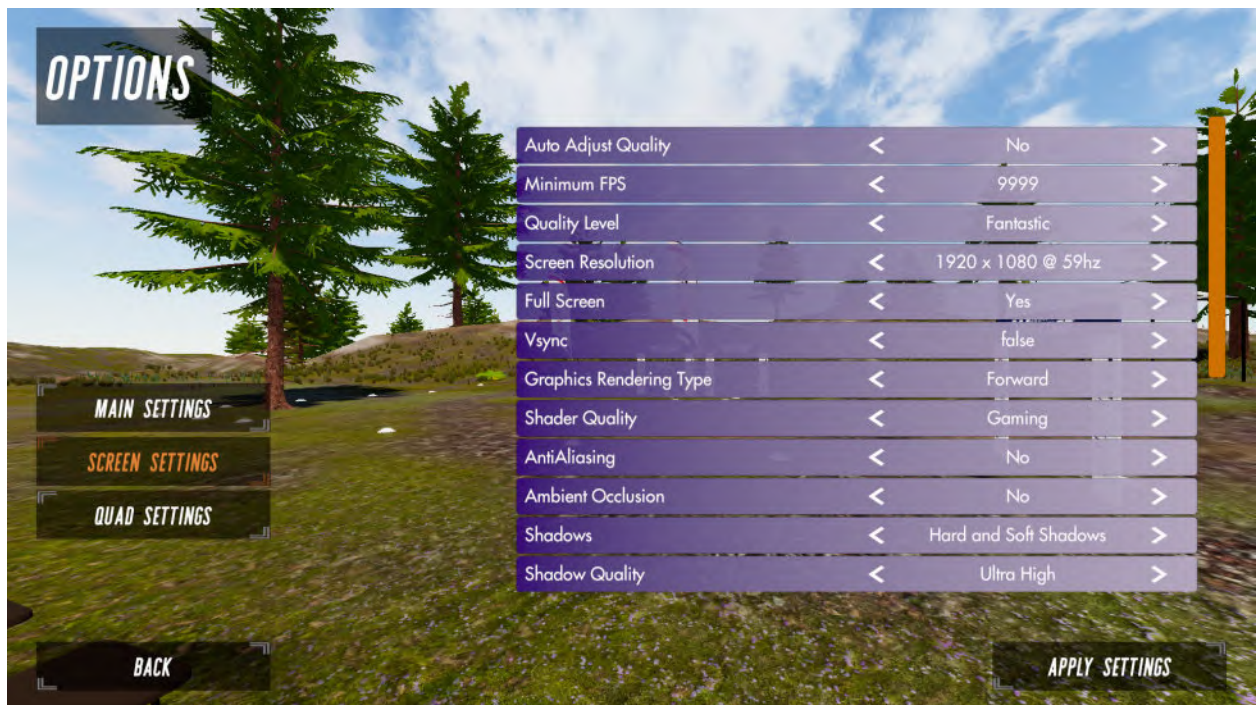 OPTIONS
Auto Adjust Quality < No >
Minimum FPS < 9999 >
Quality Level < Fantastic >
Screen Resolution < 1920 x 1080 @ 59hz >
Full Screen < Yes >
Vsync < false >
Graphics Rendering Type < Forward >
Shader Quality < Gaming >
AntiAliasing < No >
Ambient Occlusion < No >
Shadows < Hard and Soft Shadows >
Shadow Quality < Ultra High >
MAIN SETTINGS
SCREEN SETTINGS
QUAD SETTINGS
BACK
APPLY SETTINGS